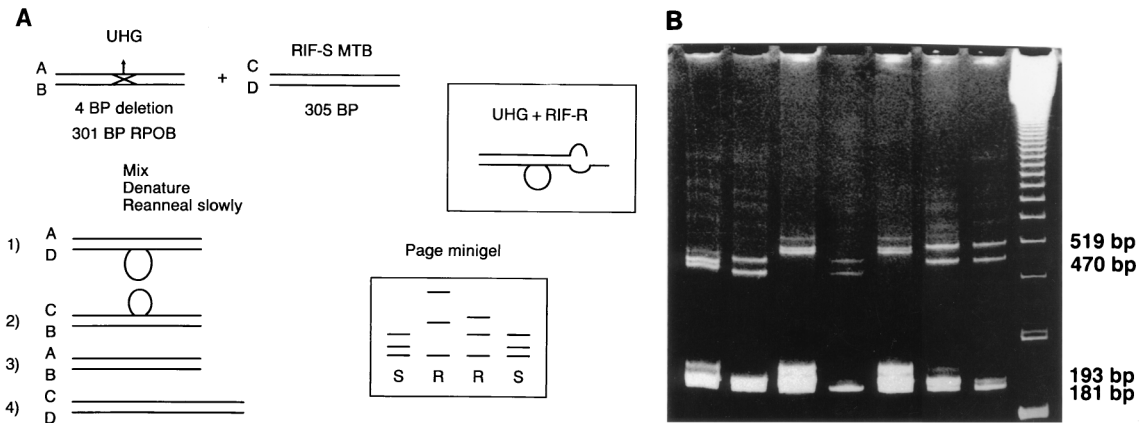 A
UHG
A
B
4 BP deletion
301 BP RPOB
+
RIF-S MTB
C
D
305 BP
UHG + RIF-R
Mix
Denature
Reanneal slowly
1)
A
D
2)
C
B
3)
A
B
4)
C
D
Page minigel
S R R S
B
519 bp
470 bp
193 bp
181 bp